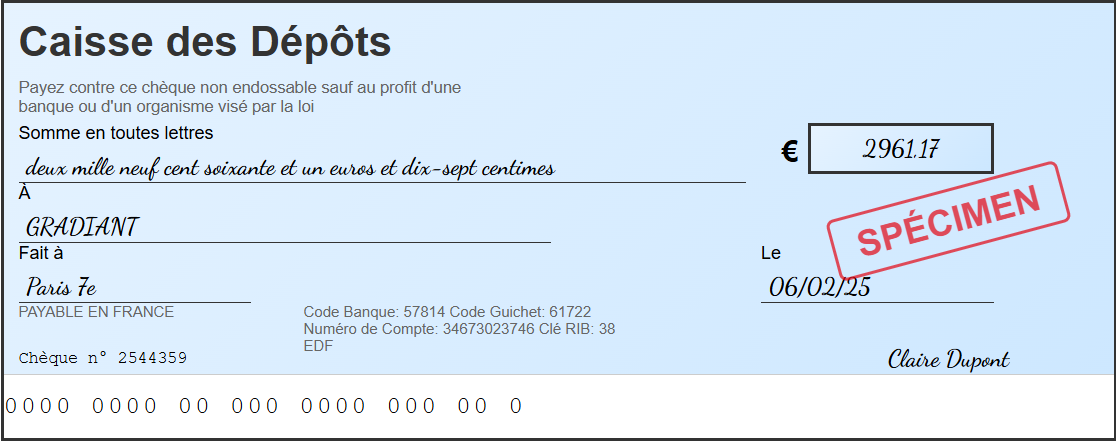 Caisse des Dépôts
Payez contre ce chèque non endossable sauf au profit d'une
banque ou d'un organisme visé par la loi
Somme en toutes lettres
deux mille neuf cent soixante et un euros et dix-sept centimes
€ 2961.17
À
GRADIANT
SPÉCIMEN
Fait à
Paris 7e
Le
06/02/25
PAYABLE EN FRANCE
Code Banque: 57814 Code Guichet: 61722
Numéro de Compte: 34673023746 Clé RIB: 38
EDF
Chèque n° 2544359
Claire Dupont
0000 0000 00 000 0000 000 00 0